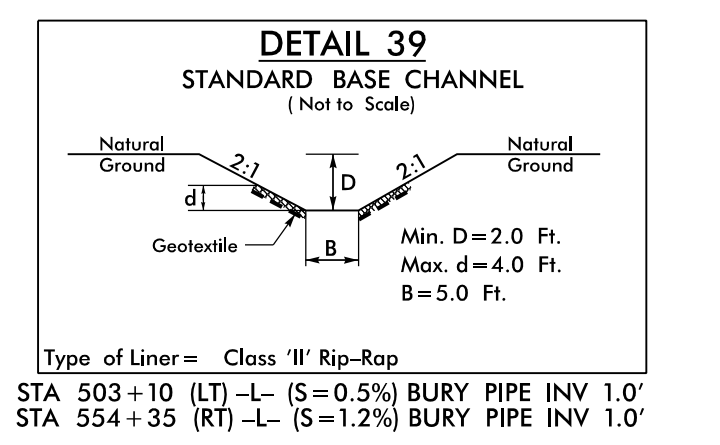 DETAIL 39
STANDARD BASE CHANNEL
( Not to Scale)
Natural
Ground
2:1
D
2:1
Natural
Ground
d
Geotextile
B
Min. D=2.0 Ft.
Max. d=4.0 Ft.
B=5.0 Ft.
Type of Liner= Class 'II' Rip-Rap
STA 503+10 (LT) -L- (S=0.5%) BURY PIPE INV 1.0'
STA 554+35 (RT) -L- (S=1.2%) BURY PIPE INV 1.0'